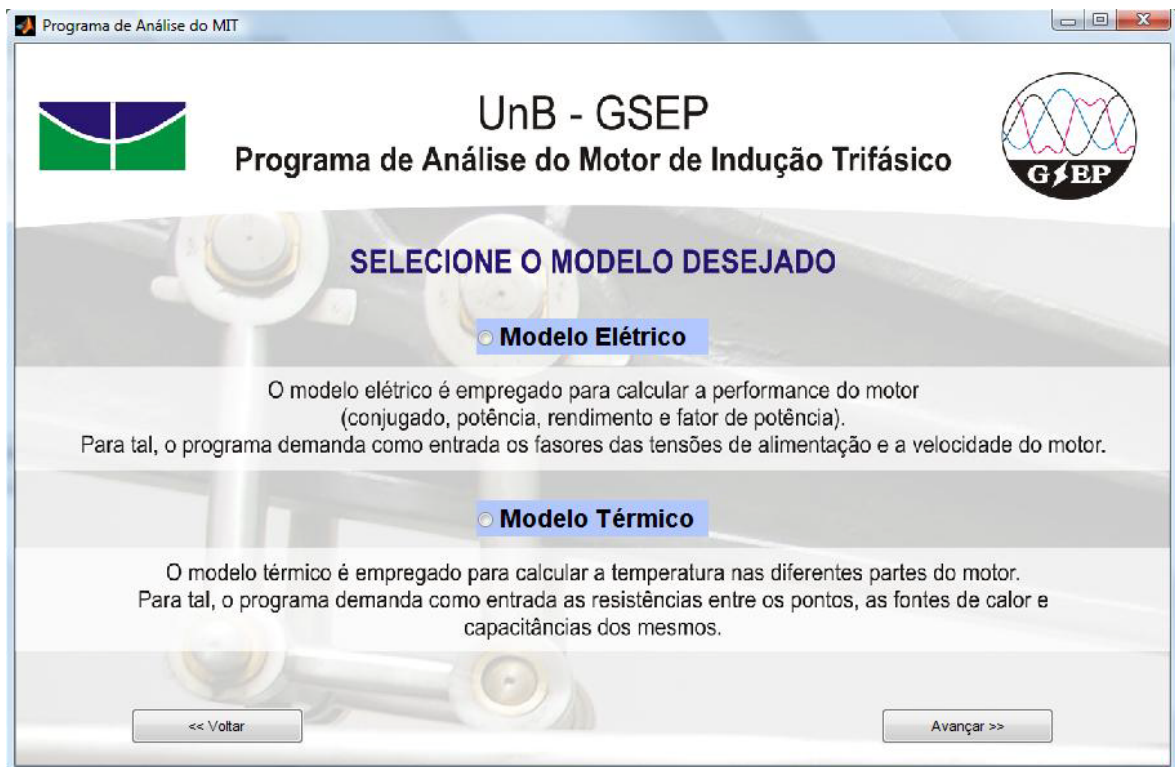 Programa de Análise do MIT
UnB - GSEP
Programa de Análise do Motor de Indução Trifásico
GSEP
SELECIONE O MODELO DESEJADO
Modelo Elétrico
O modelo elétrico é empregado para calcular a performance do motor
(conjugado, potência, rendimento e fator de potência).
Para tal, o programa demanda como entrada os fasores das tensões de alimentação e a velocidade do motor.
Modelo Térmico
O modelo térmico é empregado para calcular a temperatura nas diferentes partes do motor.
Para tal, o programa demanda como entrada as resistências entre os pontos, as fontes de calor e
capacitâncias dos mesmos.
<< Voltar
Avançar >>